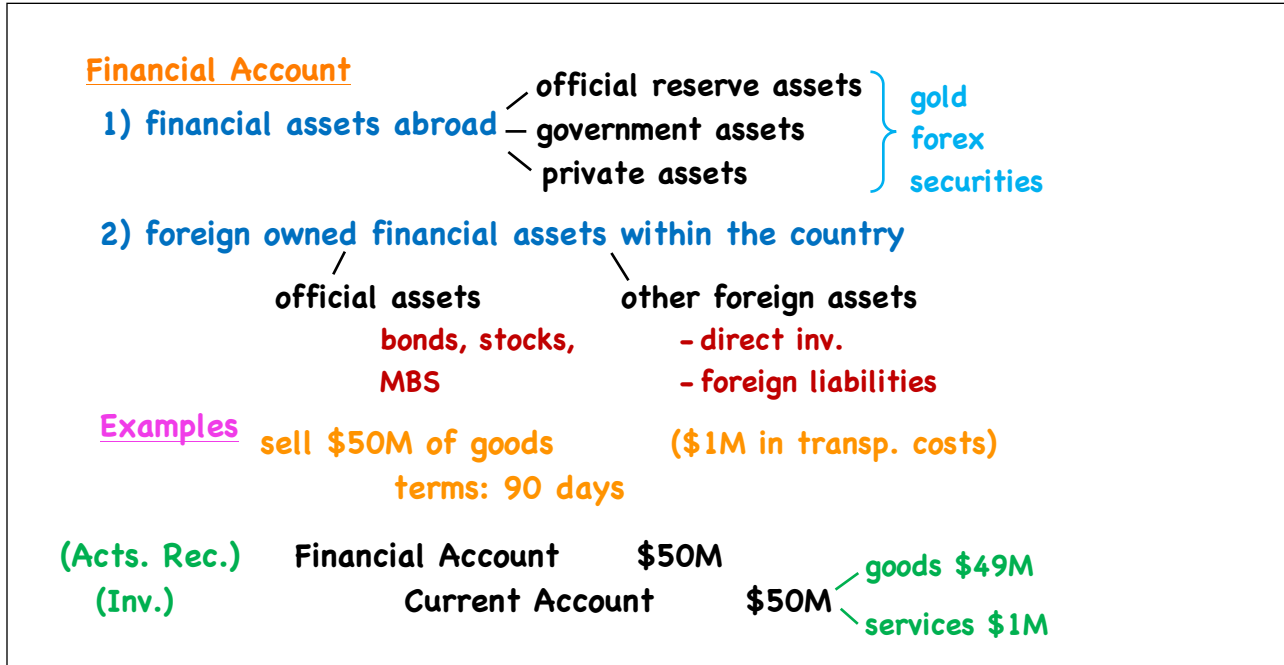 Financial Account
1) financial assets abroad
official reserve assets
government assets
private assets
gold
forex
securities
2) foreign owned financial assets within the country
official assets
other foreign assets
bonds, stocks,
MBS
- direct inv.
- foreign liabilities
Examples
sell $50M of goods
($1M in transp. costs)
terms: 90 days
(Acts. Rec.) Financial Account $50M
(Inv.) Current Account $50M
goods $49M
services $1M